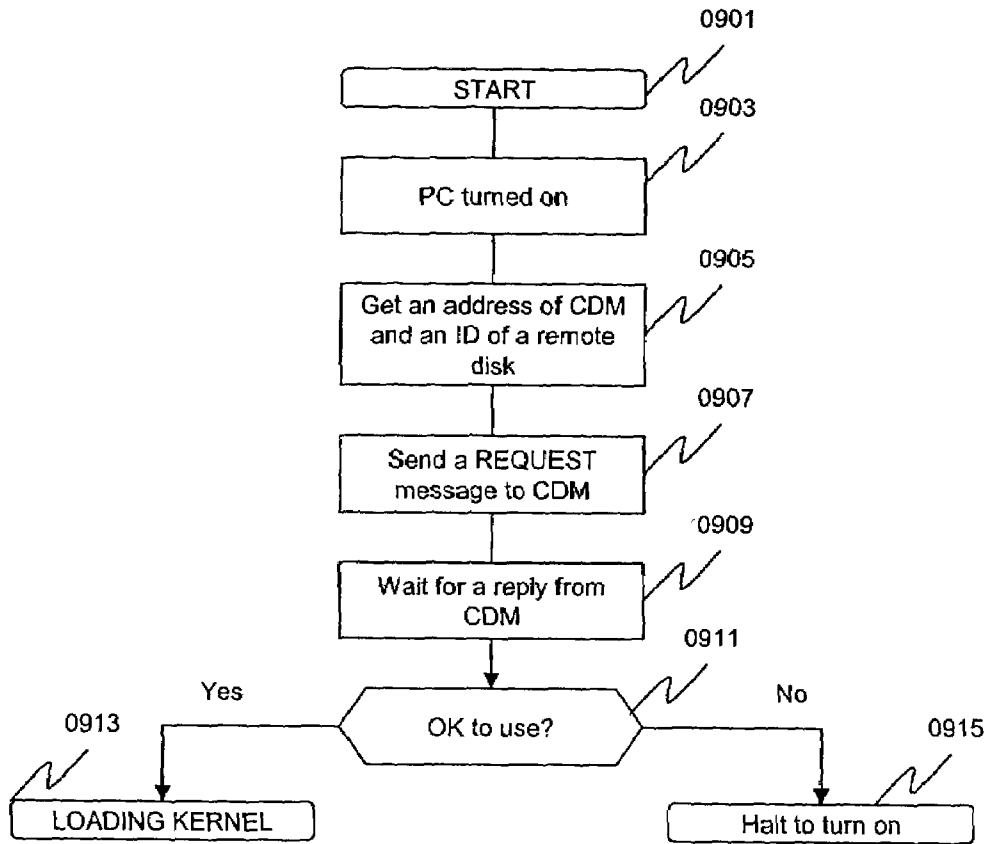 0901
START
0903
PC turned on
0905
Get an address of CDM
and an ID of a remote
disk
0907
Send a REQUEST
message to CDM
0909
Wait for a reply from
CDM
0911
Yes
No
OK to use?
0913
0915
LOADING KERNEL
Halt to turn on